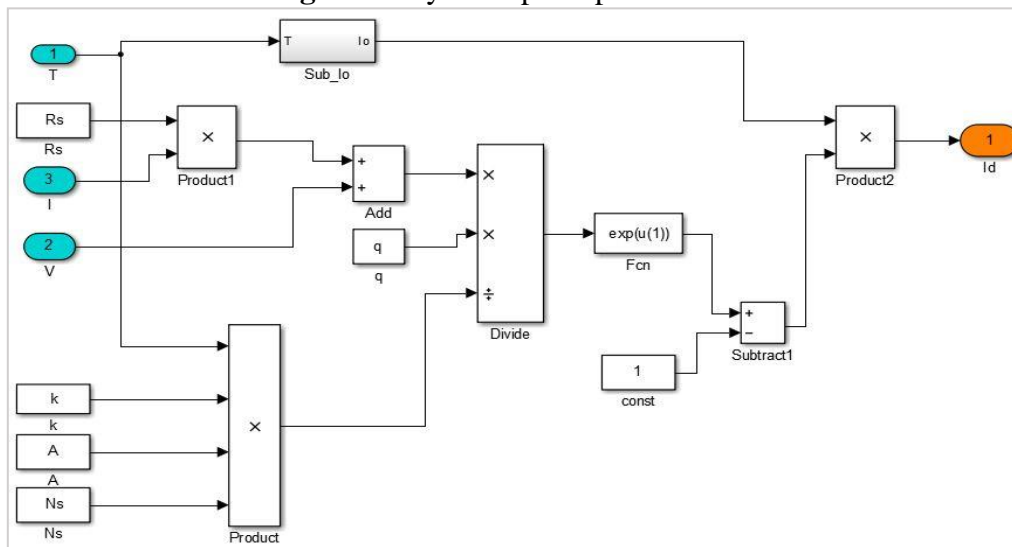 1
T
T Io
Sub_Io
Rs
Rs
×
Product1
3
I
2
V
+
+
Add
q
q
×
×
÷
Divide
exp(u(1))
Fcn
+
−
Subtract1
1
const
×
Product2
1
Id
k
k
A
A
Ns
Ns
×
Product